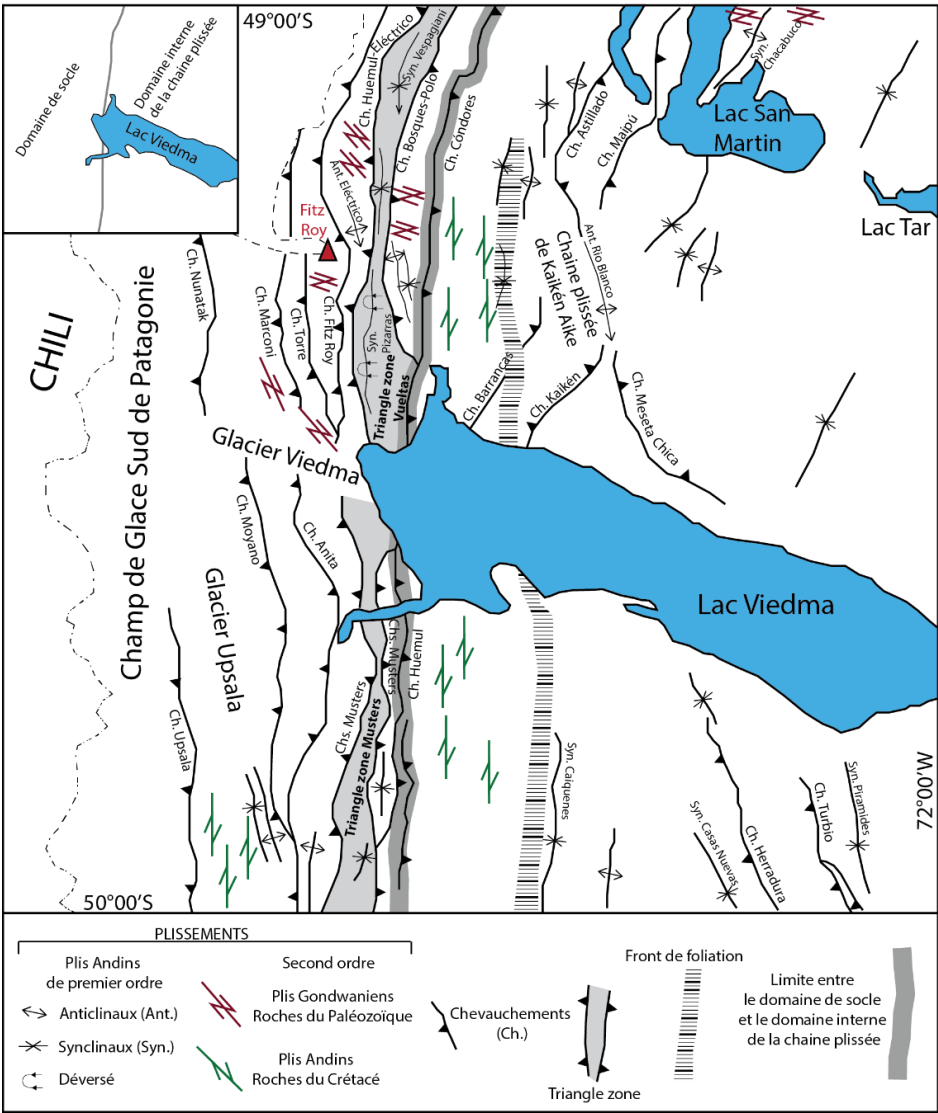 49°00'S
Domaine de socle
Domaine interne
de la chaine plissée
Lac Viedma
Ch. Huemul-Eléctrico
Syn. Vespagiani
Ch. Bosques-Polo
Ch. Cóndores
Ch. Astillado
Ch. Maipú
Syn.
Chacabuco
Lac San
Martin
Lac Tar
Fitz
Roy
Ant. Eléctrico
CHILI
Champ de Glace Sud de Patagonie
Ch. Nunatak
Ch. Marconi
Ch. Torre
Ch. Fitz Roy
Syn.
Pizarras
Triangle zone
Vueltas
Chaine plissée
de Kaikén Aike
Ant. Rio Blanco
Ch. Barrancas
Ch. Kaikén
Ch. Meseta Chica
Glacier Viedma
Ch. Moyano
Ch. Anita
Glacier Upsala
Lac Viedma
Ch. Upsala
Chs. Musters
Triangle zone Musters
Chs. Musters
Ch. Huemul
Syn. Caiquenes
Syn. Casas Nuevas
Ch. Herradura
Ch. Turbio
Syn. Piramides
72°00'W
50°00'S
PLISSEMENTS
Plis Andins
de premier ordre
Anticlinaux (Ant.)
Synclinaux (Syn.)
Déversé
Second ordre
Plis Gondwaniens
Roches du Paléozoïque
Plis Andins
Roches du Crétacé
Chevauchements
(Ch.)
Triangle zone
Front de foliation
Limite entre
le domaine de socle
et le domaine interne
de la chaine plissée